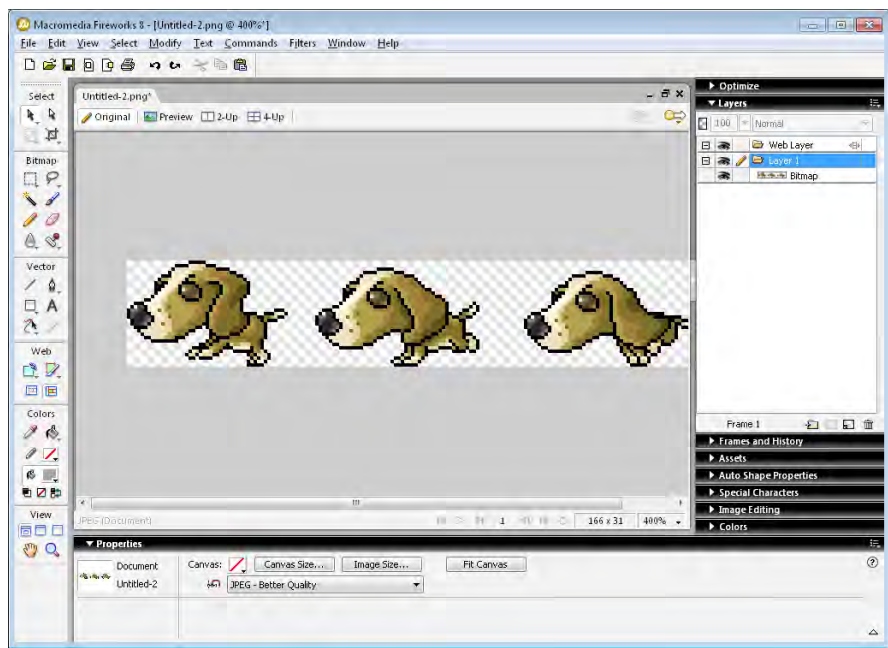 Macromedia Fireworks 8 - [Untitled-2.png @ 400%*]
File Edit View Select Modify Text Commands Filters Window Help
Select
Bitmap
Vector
Web
Colors
View
Untitled-2.png*
Original Preview 2-Up 4-Up
JPEG (Document)
1
166 x 31
400%
Optimize
Layers
100 Normal
Web Layer
Layer 1
Bitmap
Frame 1
Frames and History
Assets
Auto Shape Properties
Special Characters
Image Editing
Colors
Properties
Document
Untitled-2
Canvas: Canvas Size... Image Size... Fit Canvas
JPEG - Better Quality